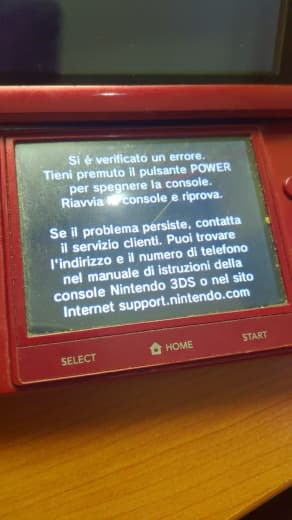 Si è verificato un errore.
Tieni premuto il pulsante POWER
per spegnere la console.
Riavvia la console e riprova.
Se il problema persiste, contatta
il servizio clienti. Puoi trovare
l'indirizzo e il numero di telefono
nel manuale di istruzioni della
console Nintendo 3DS o nel sito
Internet support.nintendo.com
SELECT HOME START